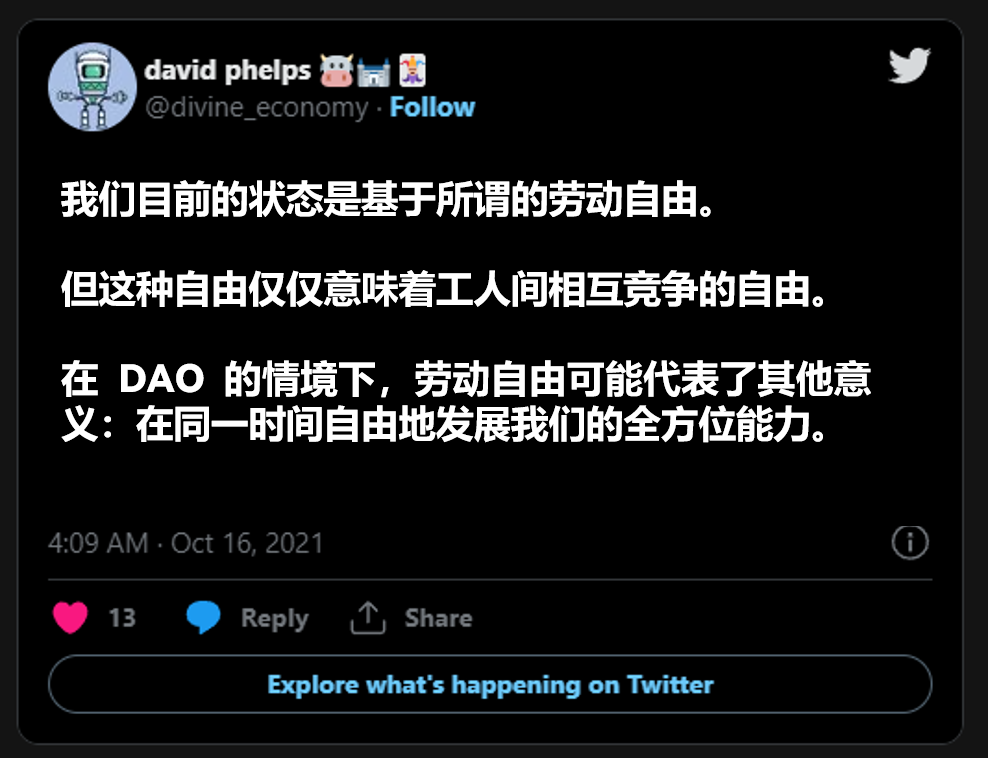 david phelps 🐮🏰🃏
@divine_economy · Follow
我们目前的状态是基于所谓的劳动自由。
但这种自由仅仅意味着工人间相互竞争的自由。
在 DAO 的情境下，劳动自由可能代表了其他意
义：在同一时间自由地发展我们的全方位能力。
4:09 AM · Oct 16, 2021
13 Reply Share
Explore what's happening on Twitter